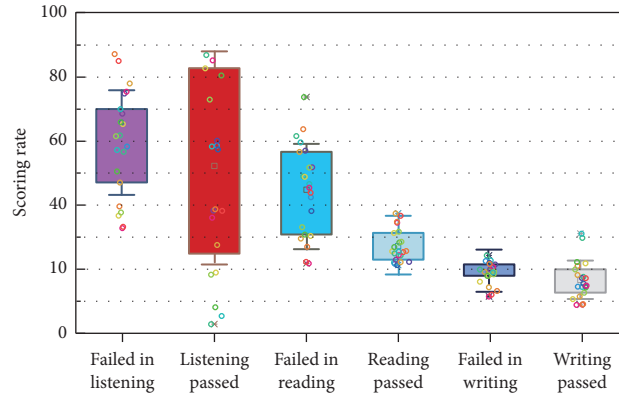 100
80
60
40
10
0
Scoring rate
Failed in
listening
Listening
passed
Failed in
reading
Reading
passed
Failed in
writing
Writing
passed